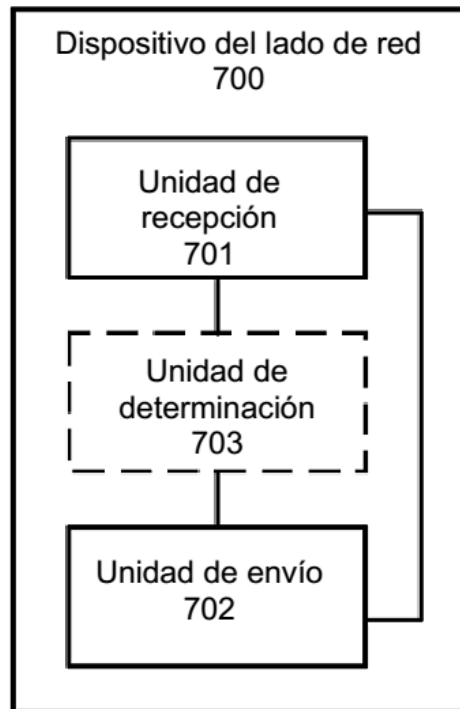 Dispositivo del lado de red
700
Unidad de
recepción
701
Unidad de
determinación
703
Unidad de envío
702